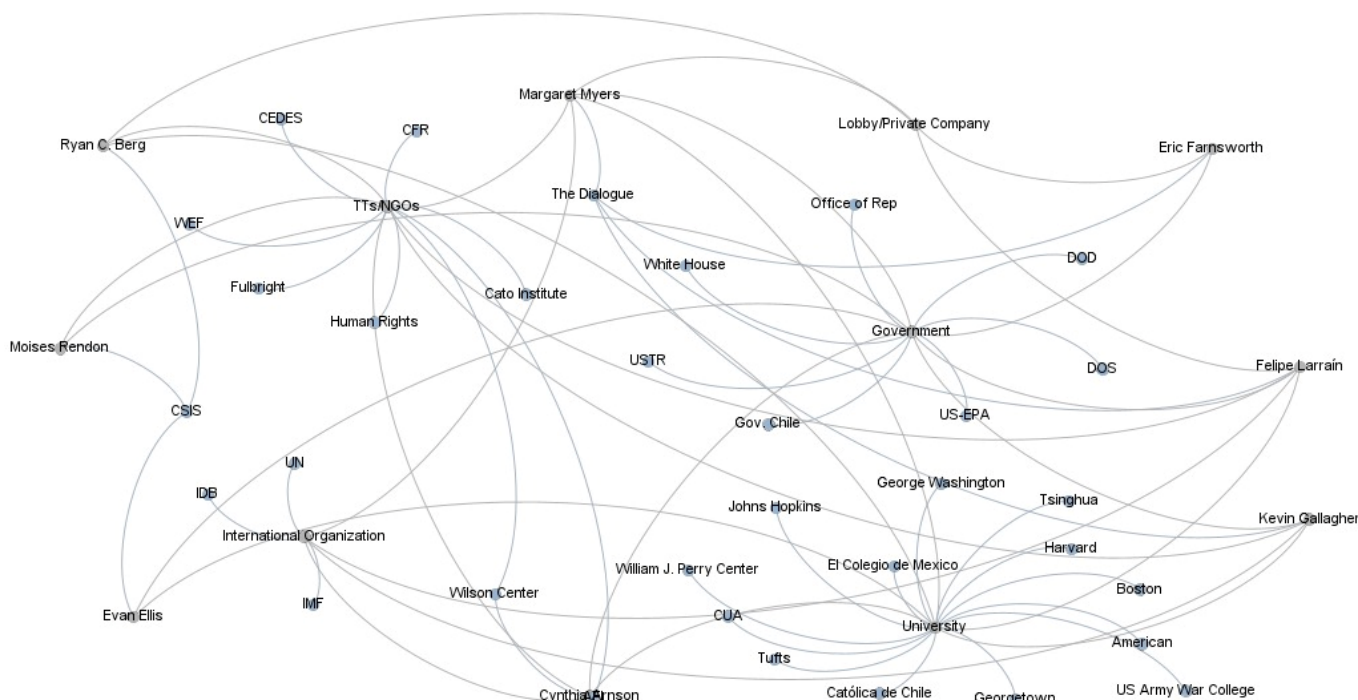 Margaret Myers
CEDES
CFR
Lobby/Private Company
Ryan C. Berg
Eric Farnsworth
The Dialogue
TTs/NGOs
Office of Rep
WEF
White House
DOD
Fulbright
Cato Institute
Human Rights
Government
Moises Rendon
USTR
DOS
Felipe Larraín
CSIS
US-EPA
Gov. Chile
UN
George Washington
IDB
Tsinghua
Johns Hopkins
Kevin Gallagher
International Organization
Harvard
El Colegio de Mexico
William J. Perry Center
Boston
Wilson Center
IMF
Evan Ellis
CUA
University
American
Tufts
Católica de Chile
US Army War College
Georgetown
Cynthia Arnson